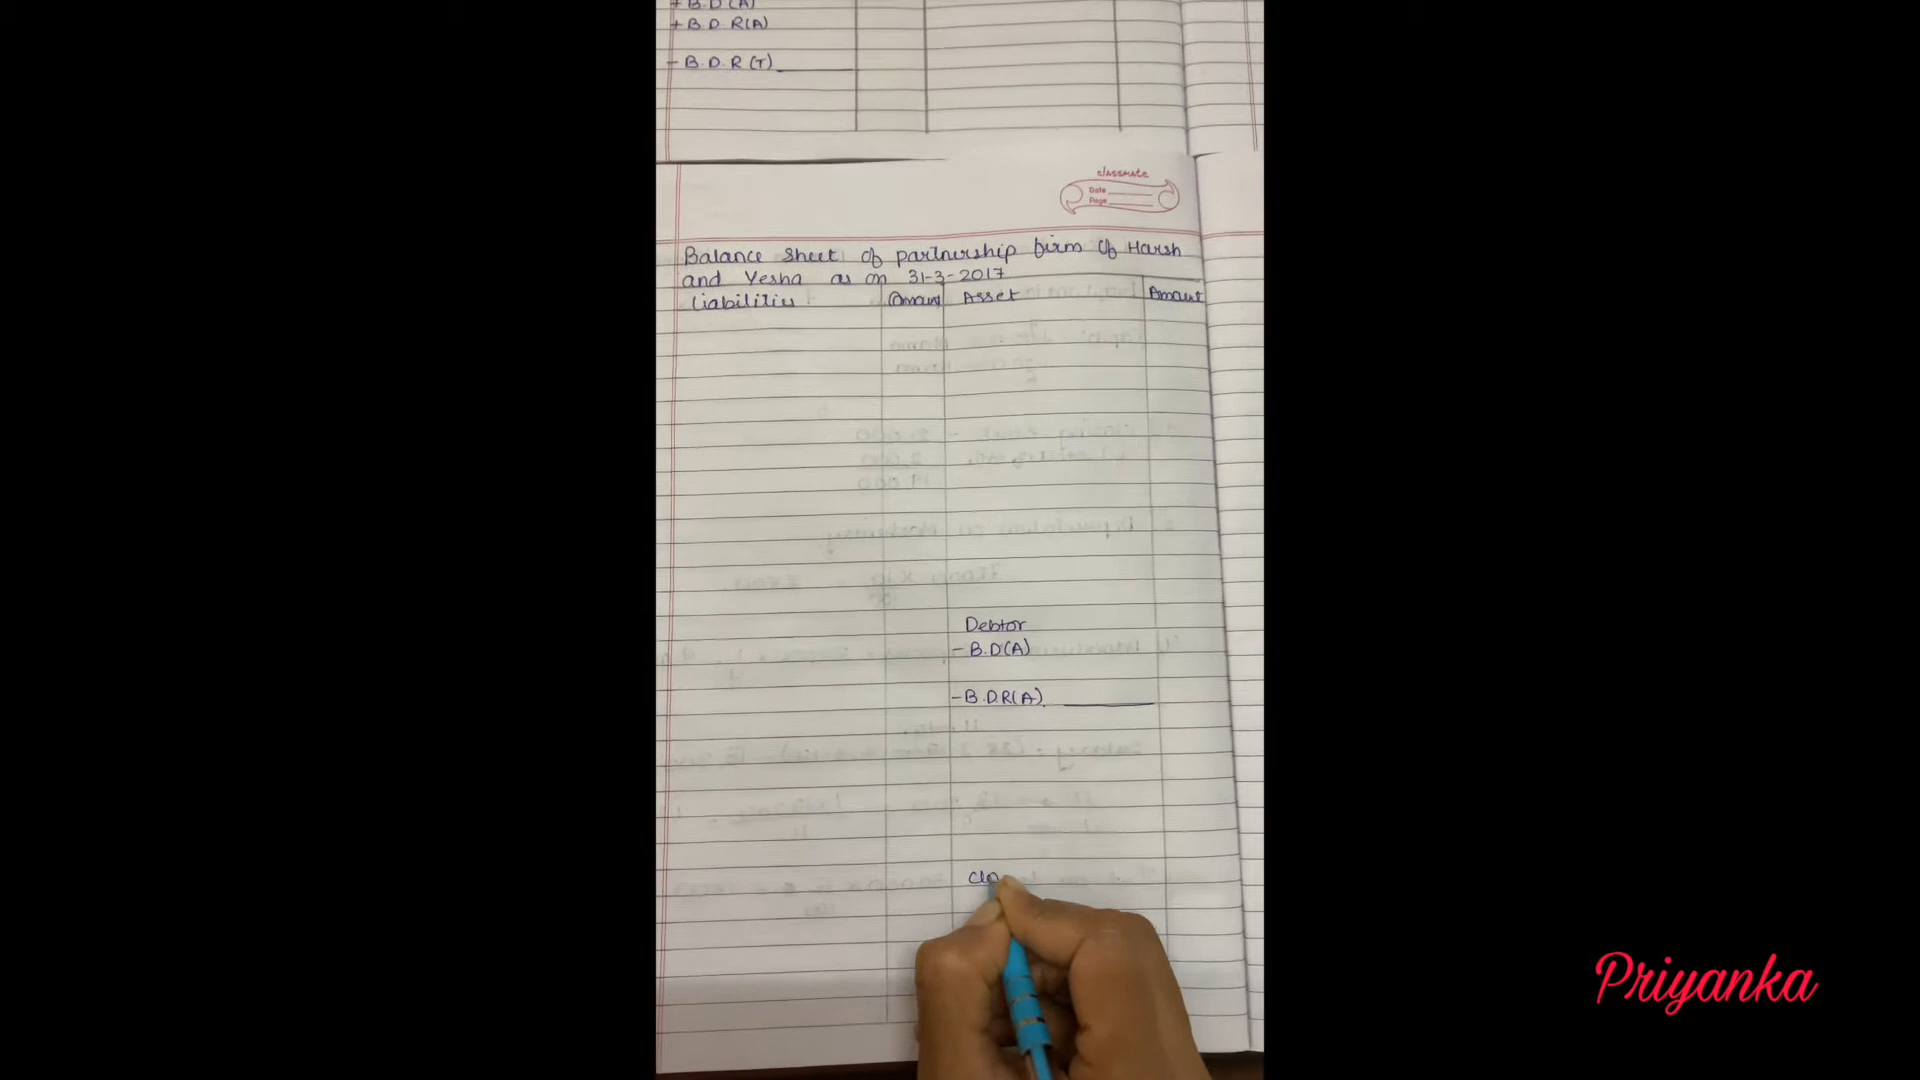 + B.D(A)
+ B.D.R(A)
- B.D.R(T)
classmate
Date
Page
Balance Sheet of partnership firm of Harsh
and Yesha as on 31-3-2017
Liabilities Amount Asset Amount
Debtor
- B.D(A)
- B.D.R(A)
Clo
Priyanka